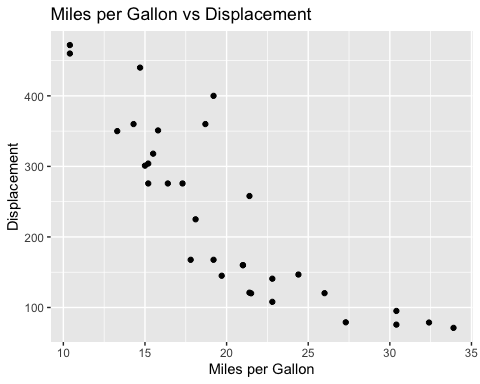 Miles per Gallon vs Displacement
Displacement
400
300
200
100
10 15 20 25 30 35
Miles per Gallon